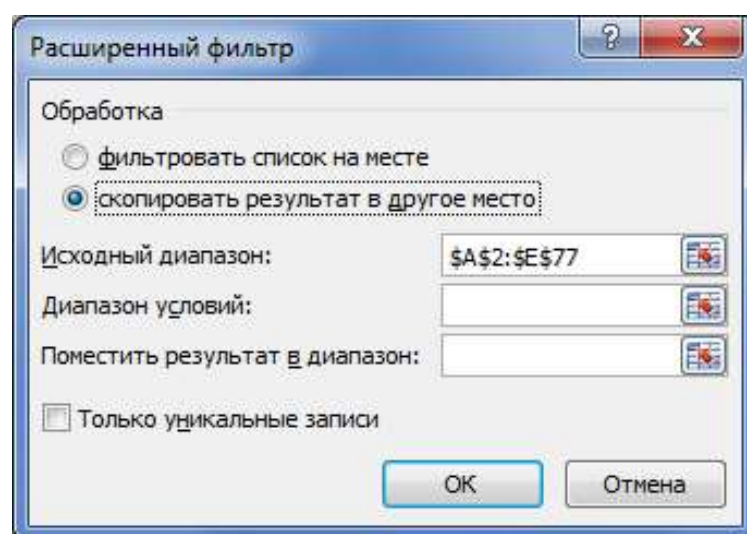 Расширенный фильтр
Обработка
фильтровать список на месте
скопировать результат в другое место
Исходный диапазон: $A$2:$E$77
Диапазон условий:
Поместить результат в диапазон:
Только уникальные записи
ОК Отмена